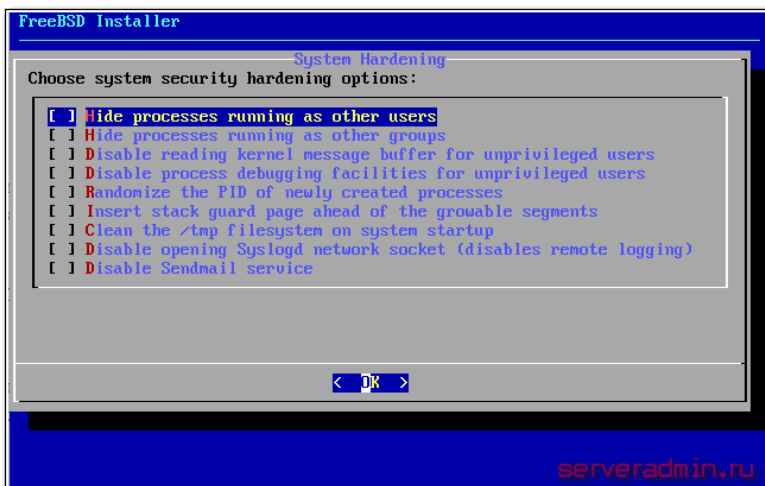 FreeBSD Installer
System Hardening
Choose system security hardening options:
[ ] Hide processes running as other users
[ ] Hide processes running as other groups
[ ] Disable reading kernel message buffer for unprivileged users
[ ] Disable process debugging facilities for unprivileged users
[ ] Randomize the PID of newly created processes
[ ] Insert stack guard page ahead of the growable segments
[ ] Clean the /tmp filesystem on system startup
[ ] Disable opening Syslogd network socket (disables remote logging)
[ ] Disable Sendmail service
< OK >
serveradmin.ru